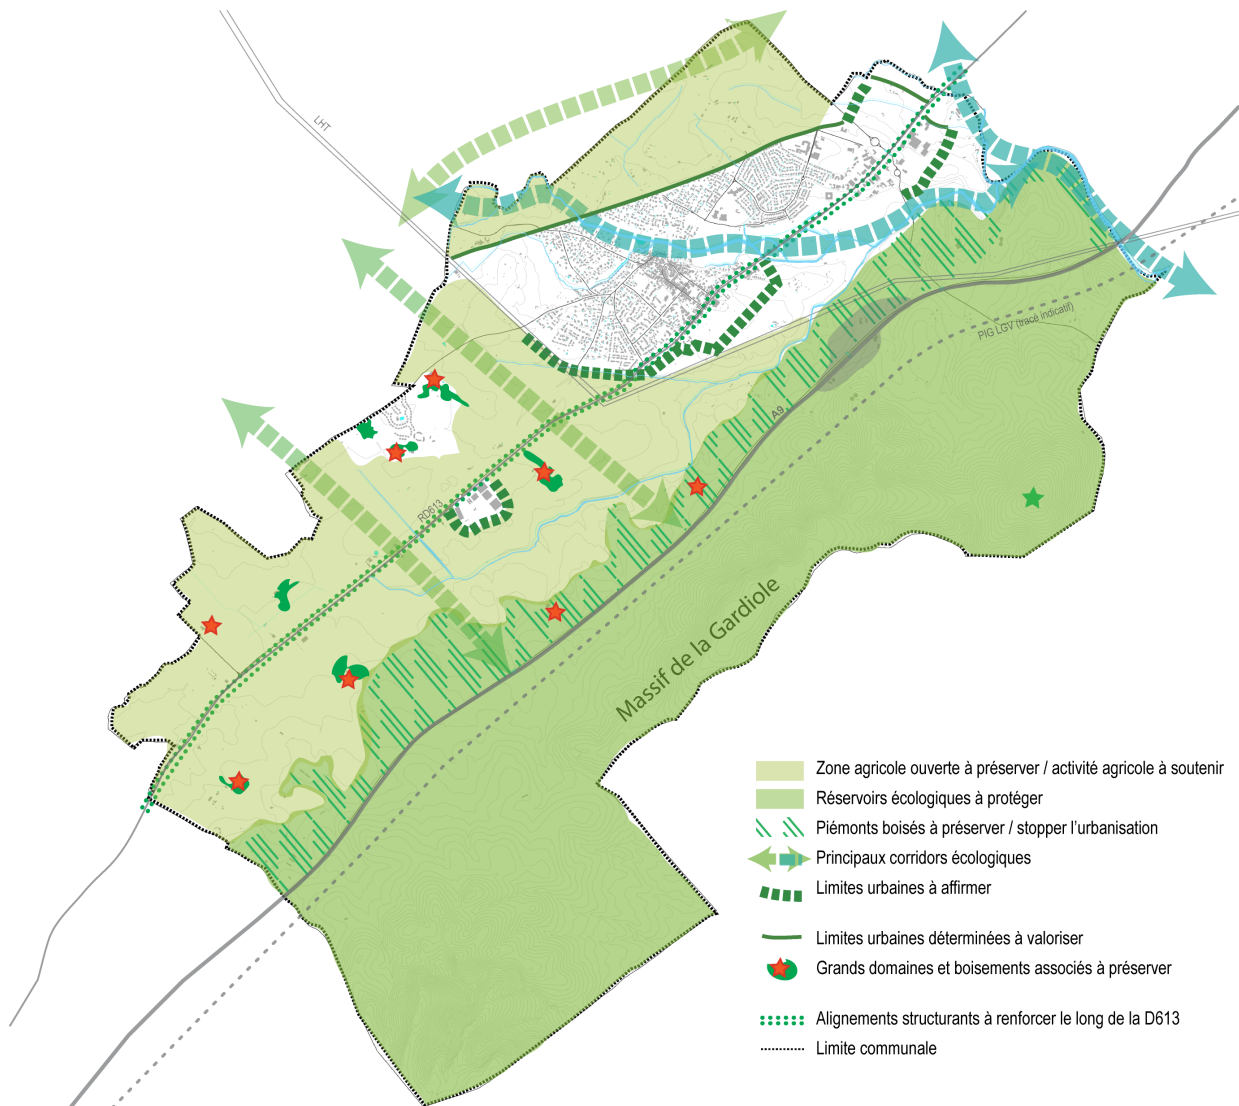 LHT
PIG LGV (tracé indicatif)
A9
RD613
Massif de la Gardiole
Zone agricole ouverte à préserver / activité agricole à soutenir
Réservoirs écologiques à protéger
Piémonts boisés à préserver / stopper l'urbanisation
Principaux corridors écologiques
Limites urbaines à affirmer
Limites urbaines déterminées à valoriser
Grands domaines et boisements associés à préserver
Alignements structurants à renforcer le long de la D613
Limite communale